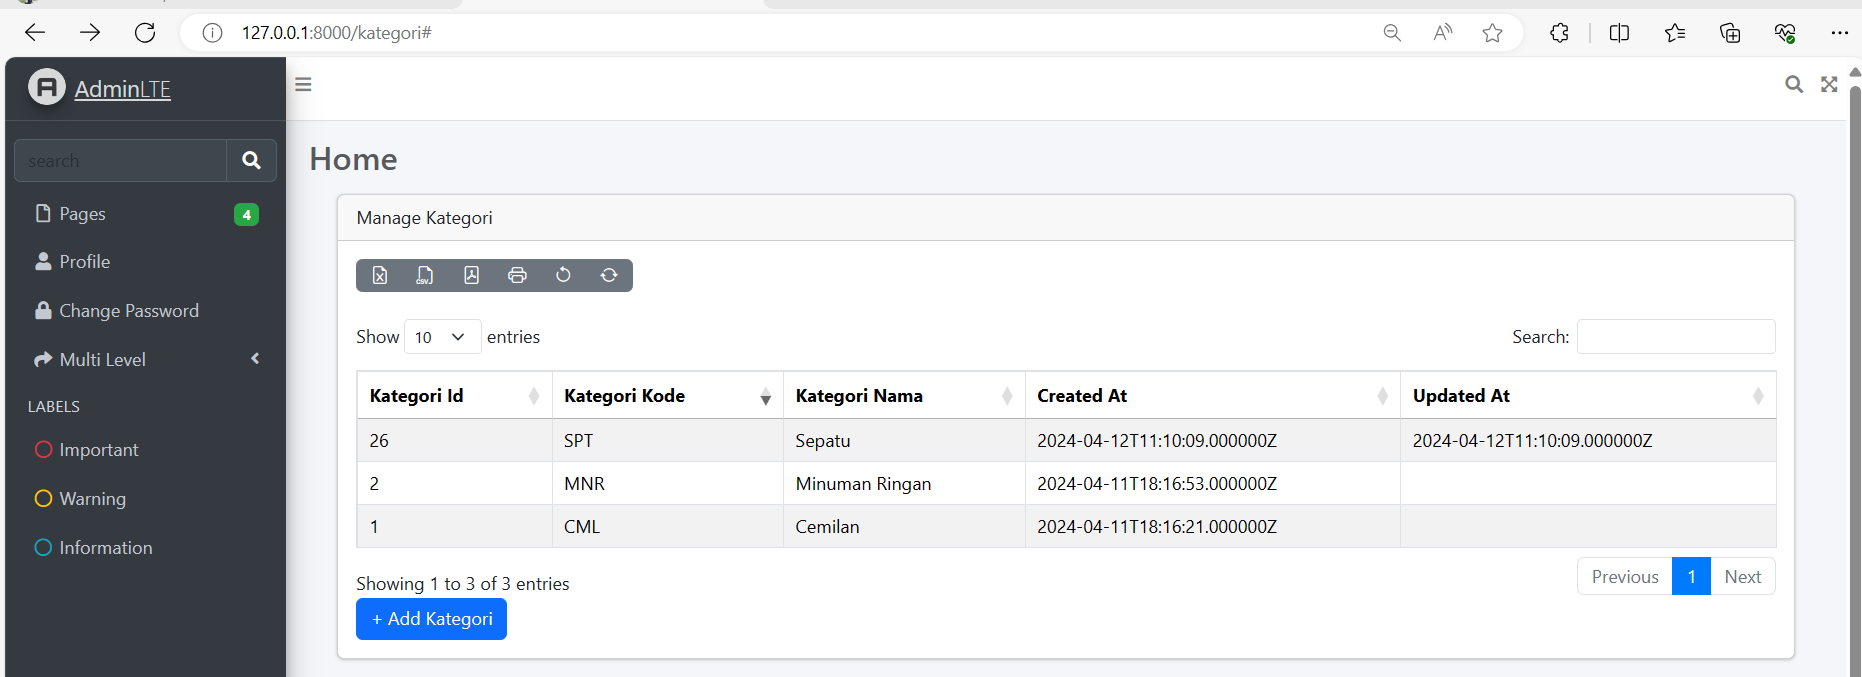 127.0.0.1:8000/kategori#
AdminLTE
search
Pages 4
Profile
Change Password
Multi Level
LABELS
Important
Warning
Information
Home
Manage Kategori
CSV
Show 10 entries
Search:
Kategori Id Kategori Kode Kategori Nama Created At Updated At
26 SPT Sepatu 2024-04-12T11:10:09.000000Z 2024-04-12T11:10:09.000000Z
2 MNR Minuman Ringan 2024-04-11T18:16:53.000000Z
1 CML Cemilan 2024-04-11T18:16:21.000000Z
Showing 1 to 3 of 3 entries
Previous 1 Next
+ Add Kategori